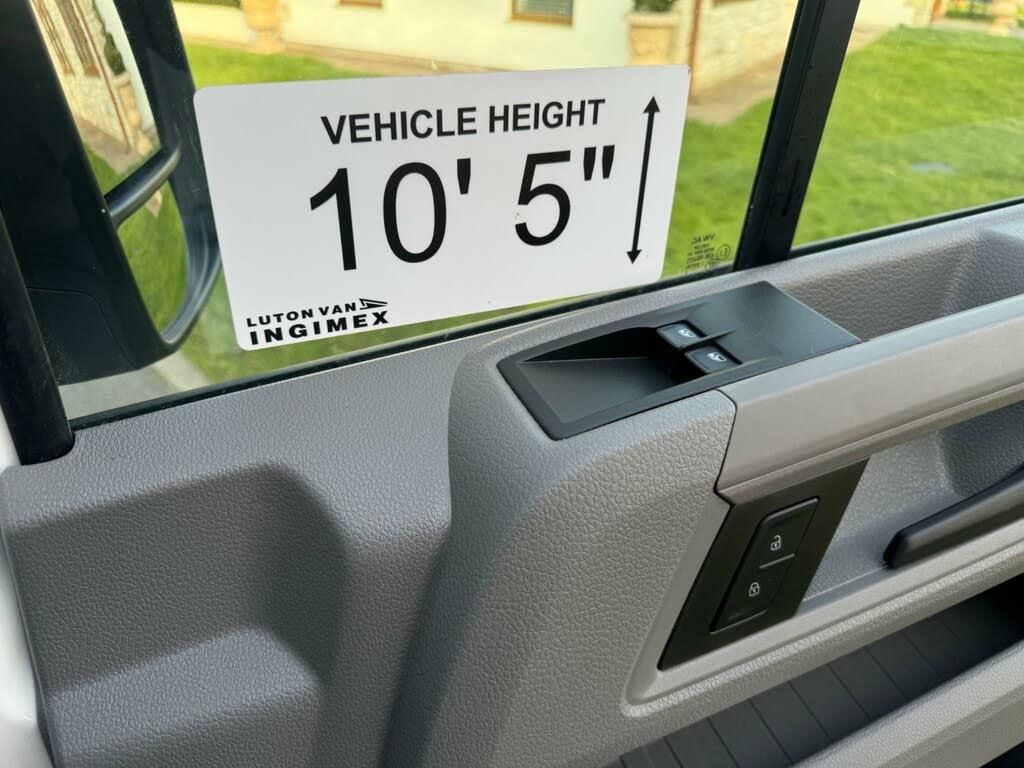 VEHICLE HEIGHT
10' 5"
LUTON VAN
INGIMEX